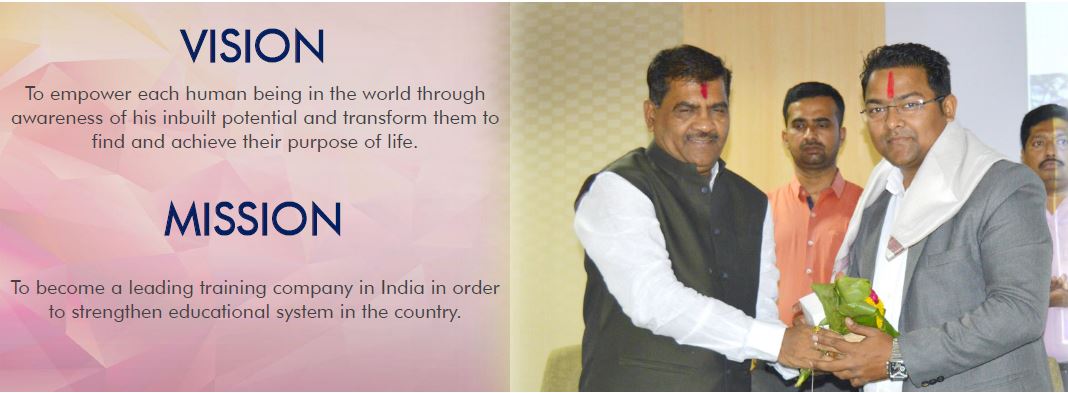 VISION
To empower each human being in the world through
awareness of his inbuilt potential and transform them to
find and achieve their purpose of life.
MISSION
To become a leading training company in India in order
to strengthen educational system in the country.